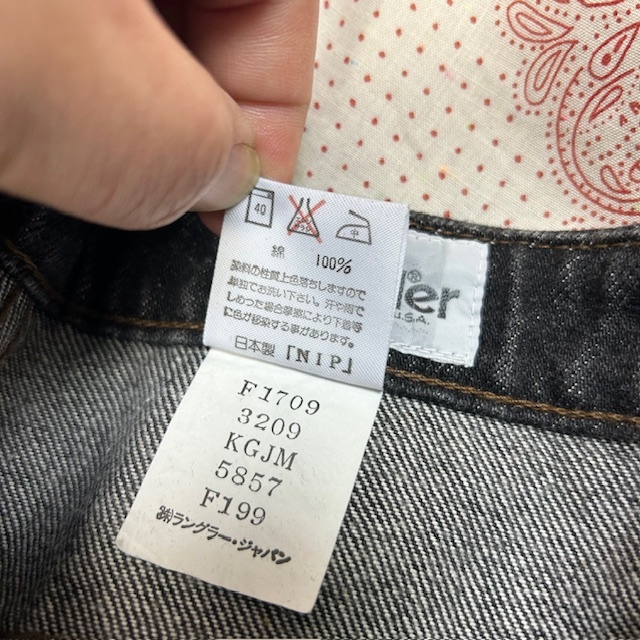 40
中
綿 100%
染料の性質上色落ちしますので
単独でお洗い下さい。汗や雨で
しめった場合摩擦により下着等
に色が移染する事があります。
日本製 「NIP」
ler
U.S.A.
F1709
3209
KGJM
5857
F199
㈱ラングラー・ジャパン